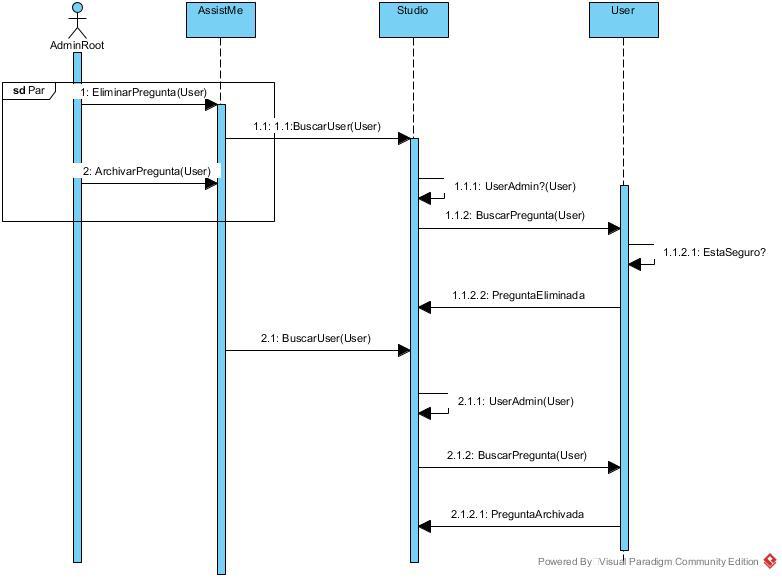 AdminRoot
AssistMe
Studio
User
sd Par
1: EliminarPregunta(User)
1.1: 1.1:BuscarUser(User)
2: ArchivarPregunta(User)
1.1.1: UserAdmin?(User)
1.1.2: BuscarPregunta(User)
1.1.2.1: EstaSeguro?
1.1.2.2: PreguntaEliminada
2.1: BuscarUser(User)
2.1.1: UserAdmin(User)
2.1.2: BuscarPregunta(User)
2.1.2.1: PreguntaArchivada
Powered By Visual Paradigm Community Edition